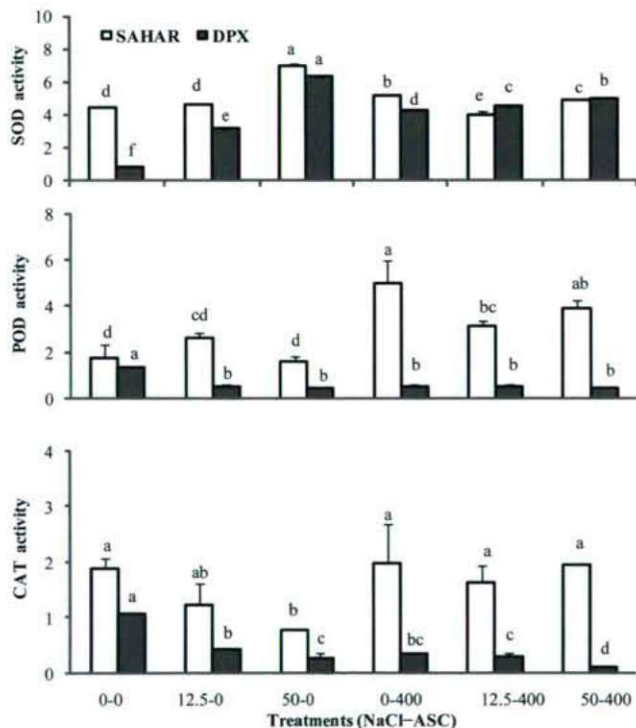 SAHAR DPX
SOD activity
10
8
6
4
2
0
d f d e a a b d e c c b
POD activity
8
6
4
2
0
d a cd b d b a b bc b ab b
CAT activity
4
3
2
1
0
a a ab b b c a bc a c a d
0-0 12.5-0 50-0 0-400 12.5-400 50-400
Treatments (NaCl−ASC)